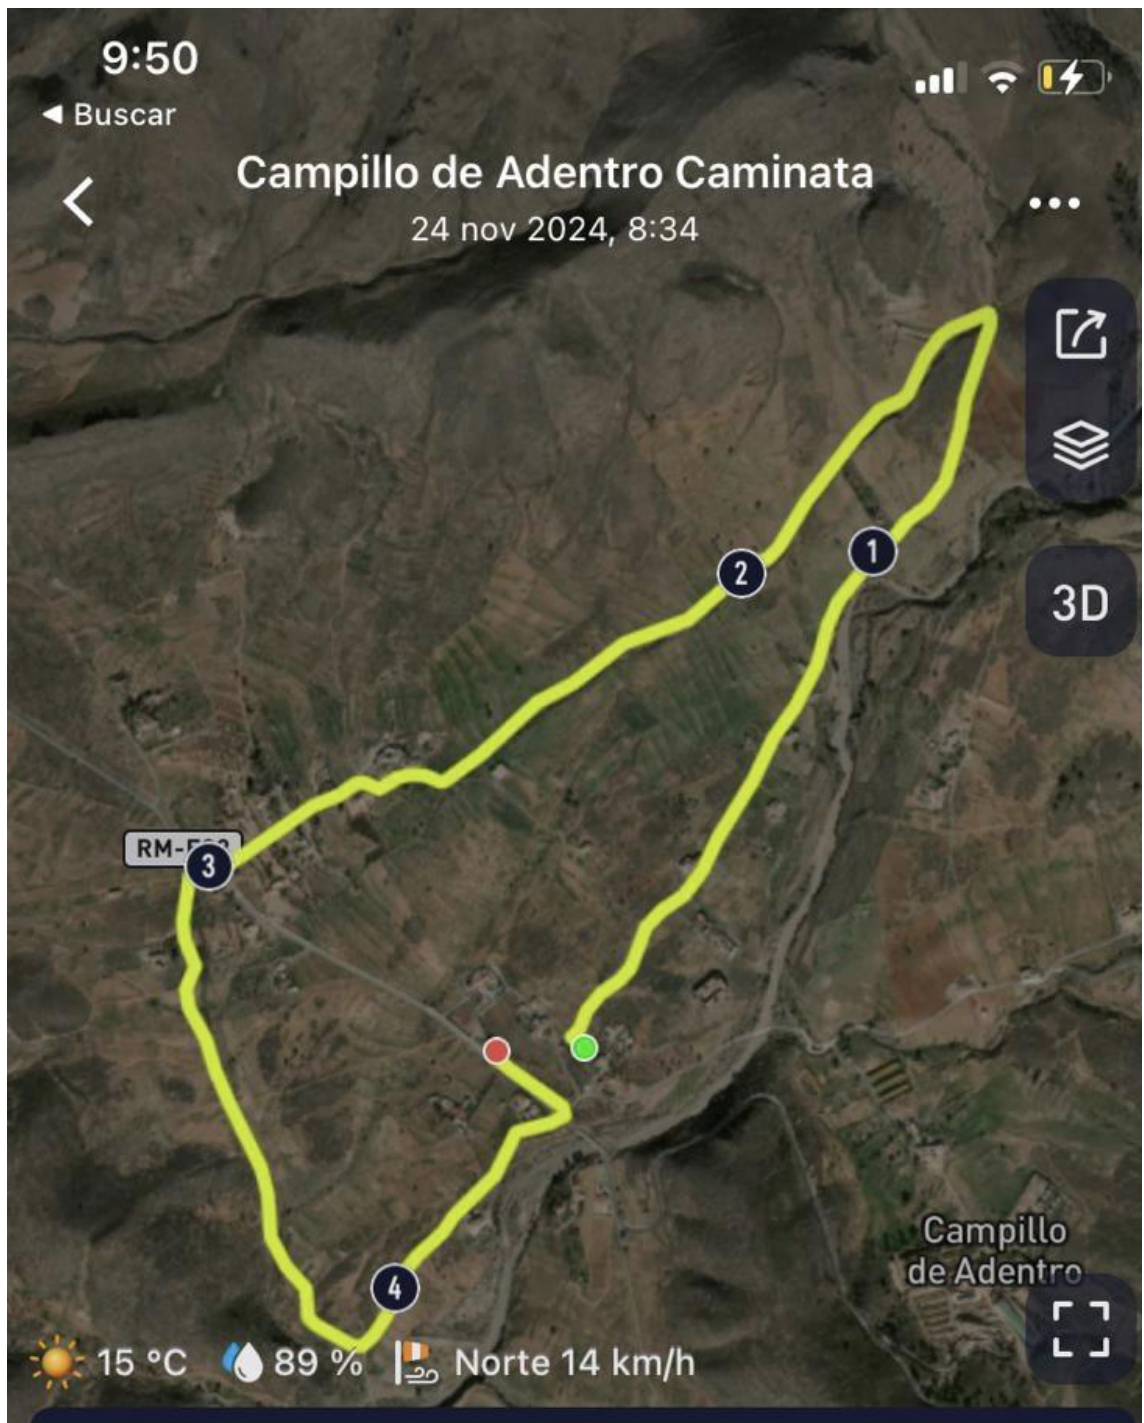 9:50
Buscar
Campillo de Adentro Caminata
24 nov 2024, 8:34
1
2
3D
3
Campillo
de Adentro
4
15 °C 89 % Norte 14 km/h